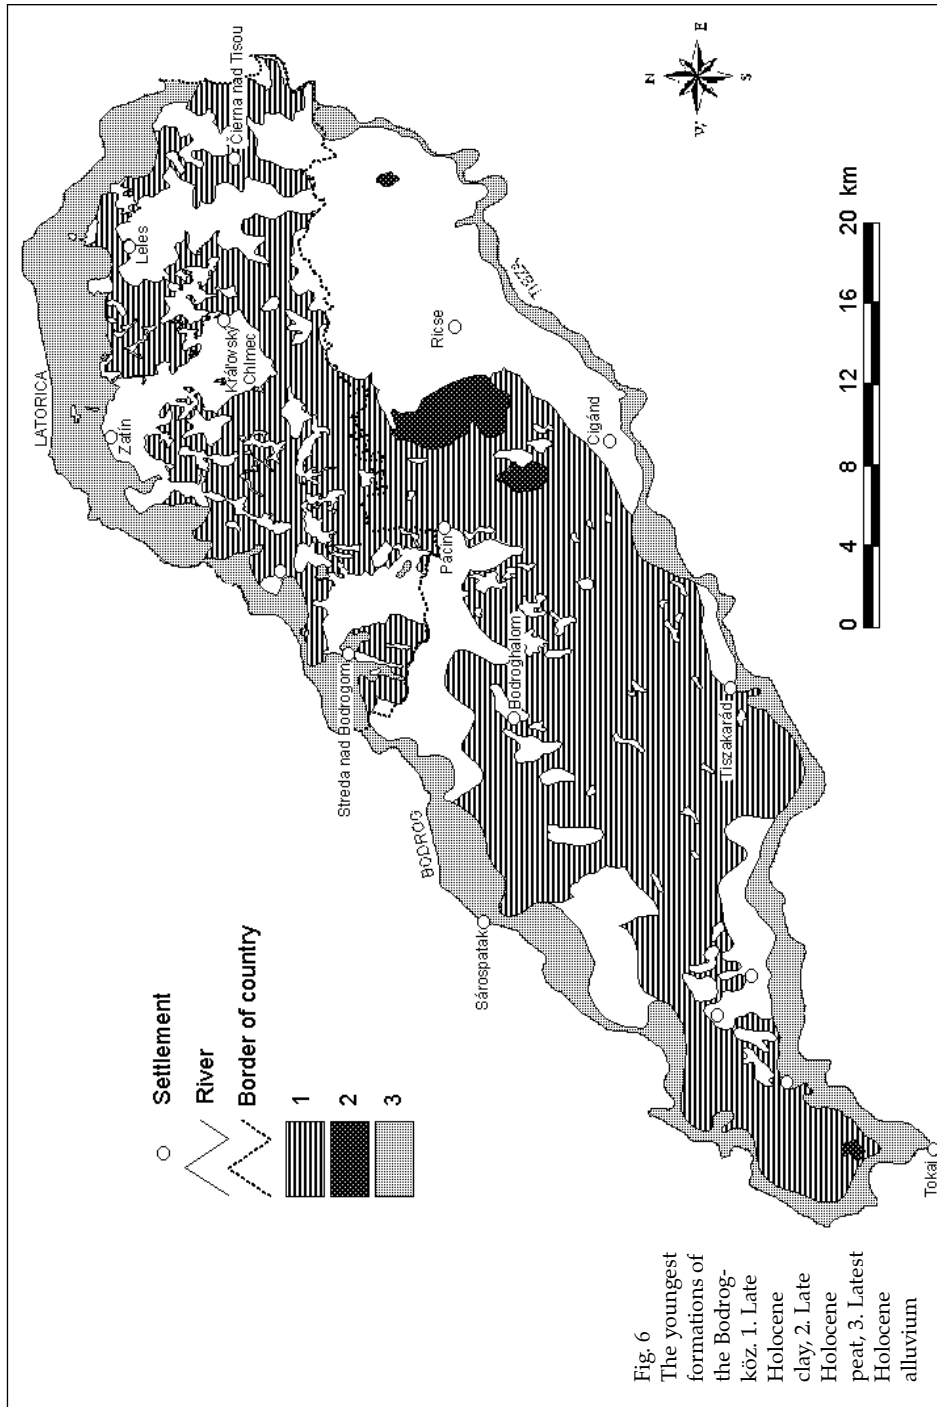 LATORICA
Čierna nad Tisou
Leles
Zatín
Kráľovský
Chlmec
Ricse
TISZA
Cigánd
Pácin
Streda nad Bodrogom
Bodroghalom
BODROG
Tiszakarád
Sárospatak
Tokaj
N
E
S
W
0 4 8 12 16 20 km
Settlement
River
Border of country
1
2
3
Fig. 6
The youngest
formations of
the Bodrog-
köz. 1. Late
Holocene
clay, 2. Late
Holocene
peat, 3. Latest
Holocene
alluvium